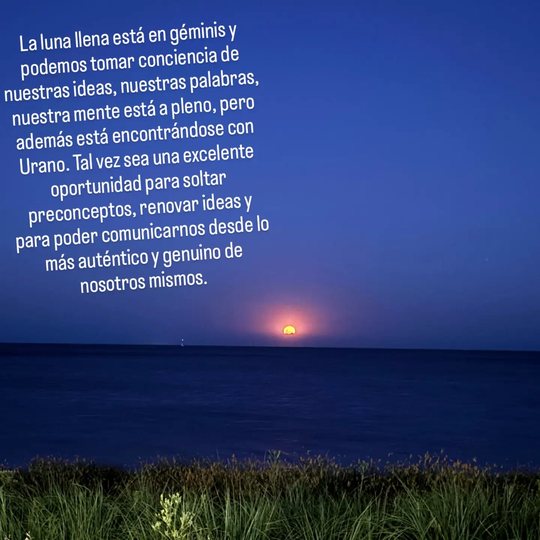 La luna llena está en géminis y
podemos tomar conciencia de
nuestras ideas, nuestras palabras,
nuestra mente está a pleno, pero
además está encontrándose con
Urano. Tal vez sea una excelente
oportunidad para soltar
preconceptos, renovar ideas y
para poder comunicarnos desde lo
más auténtico y genuino de
nosotros mismos.